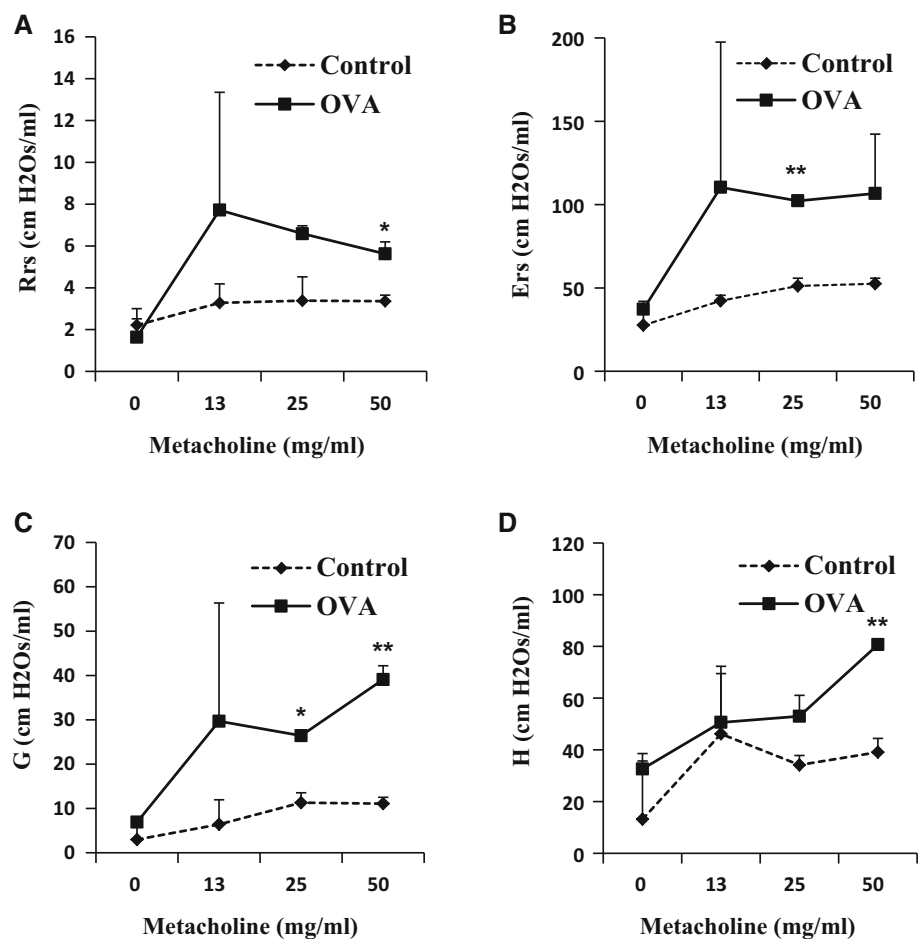 A
16
14
12
10
8
6
4
2
0
Rrs (cm H2Os/ml)
Control
OVA
*
0 13 25 50
Metacholine (mg/ml)
B
200
150
100
50
0
Ers (cm H2Os/ml)
Control
OVA
**
0 13 25 50
Metacholine (mg/ml)
C
70
60
50
40
30
20
10
0
G (cm H2Os/ml)
Control
OVA
*
**
0 13 25 50
Metacholine (mg/ml)
D
120
100
80
60
40
20
0
H (cm H2Os/ml)
Control
OVA
**
0 13 25 50
Metacholine (mg/ml)